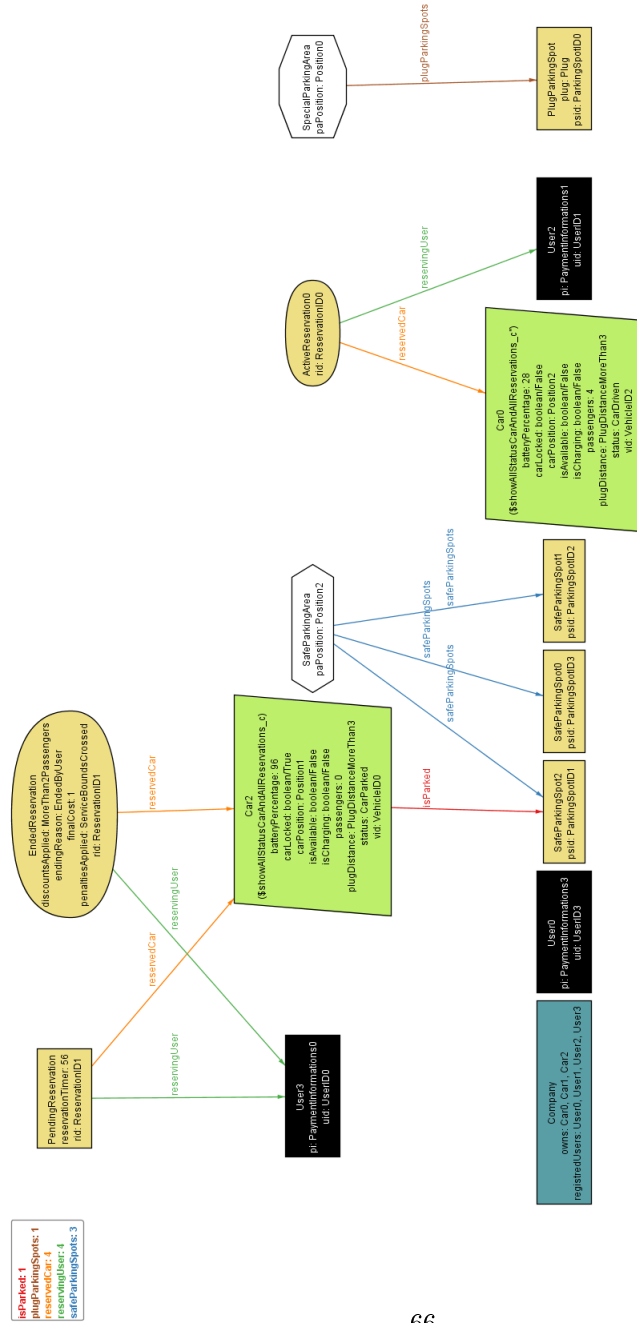 isParked: 1
plugParkingSpots: 1
reservedCar: 4
reservingUser: 4
safeParkingSpots: 3
PendingReservation
reservationTimer: 56
rid: ReservationID1
EndedReservation
discountsApplied: MoreThan2Passengers
endingReason: EndedByUser
finalCost: 1
penaltiesApplied: ServiceBoundsCrossed
rid: ReservationID1
reservingUser
reservedCar
reservingUser
reservedCar
User3
pi: PaymentInformations0
uid: UserID0
Car2
($showAllStatusCarAndAllReservations_c)
batteryPercentage: 96
carLocked: boolean/True
carPosition: Position1
isAvailable: boolean/False
isCharging: boolean/False
passengers: 0
plugDistance: PlugDistanceMoreThan3
status: CarParked
vid: VehicleID0
SafeParkingArea
paPosition: Position2
ActiveReservation0
rid: ReservationID0
SpecialParkingArea
paPosition: Position0
isParked
safeParkingSpots
safeParkingSpots
safeParkingSpots
reservedCar
reservingUser
plugParkingSpots
Company
owns: Car0, Car1, Car2
registredUsers: User0, User1, User2, User3
User0
pi: PaymentInformations3
uid: UserID3
SafeParkingSpot2
psid: ParkingSpotID1
SafeParkingSpot0
psid: ParkingSpotID3
SafeParkingSpot1
psid: ParkingSpotID2
Car0
($showAllStatusCarAndAllReservations_c")
batteryPercentage: 28
carLocked: boolean/False
carPosition: Position2
isAvailable: boolean/False
isCharging: boolean/False
passengers: 4
plugDistance: PlugDistanceMoreThan3
status: CarDriven
vid: VehicleID2
User2
pi: PaymentInformations1
uid: UserID1
PlugParkingSpot
plug: Plug
psid: ParkingSpotID0
66